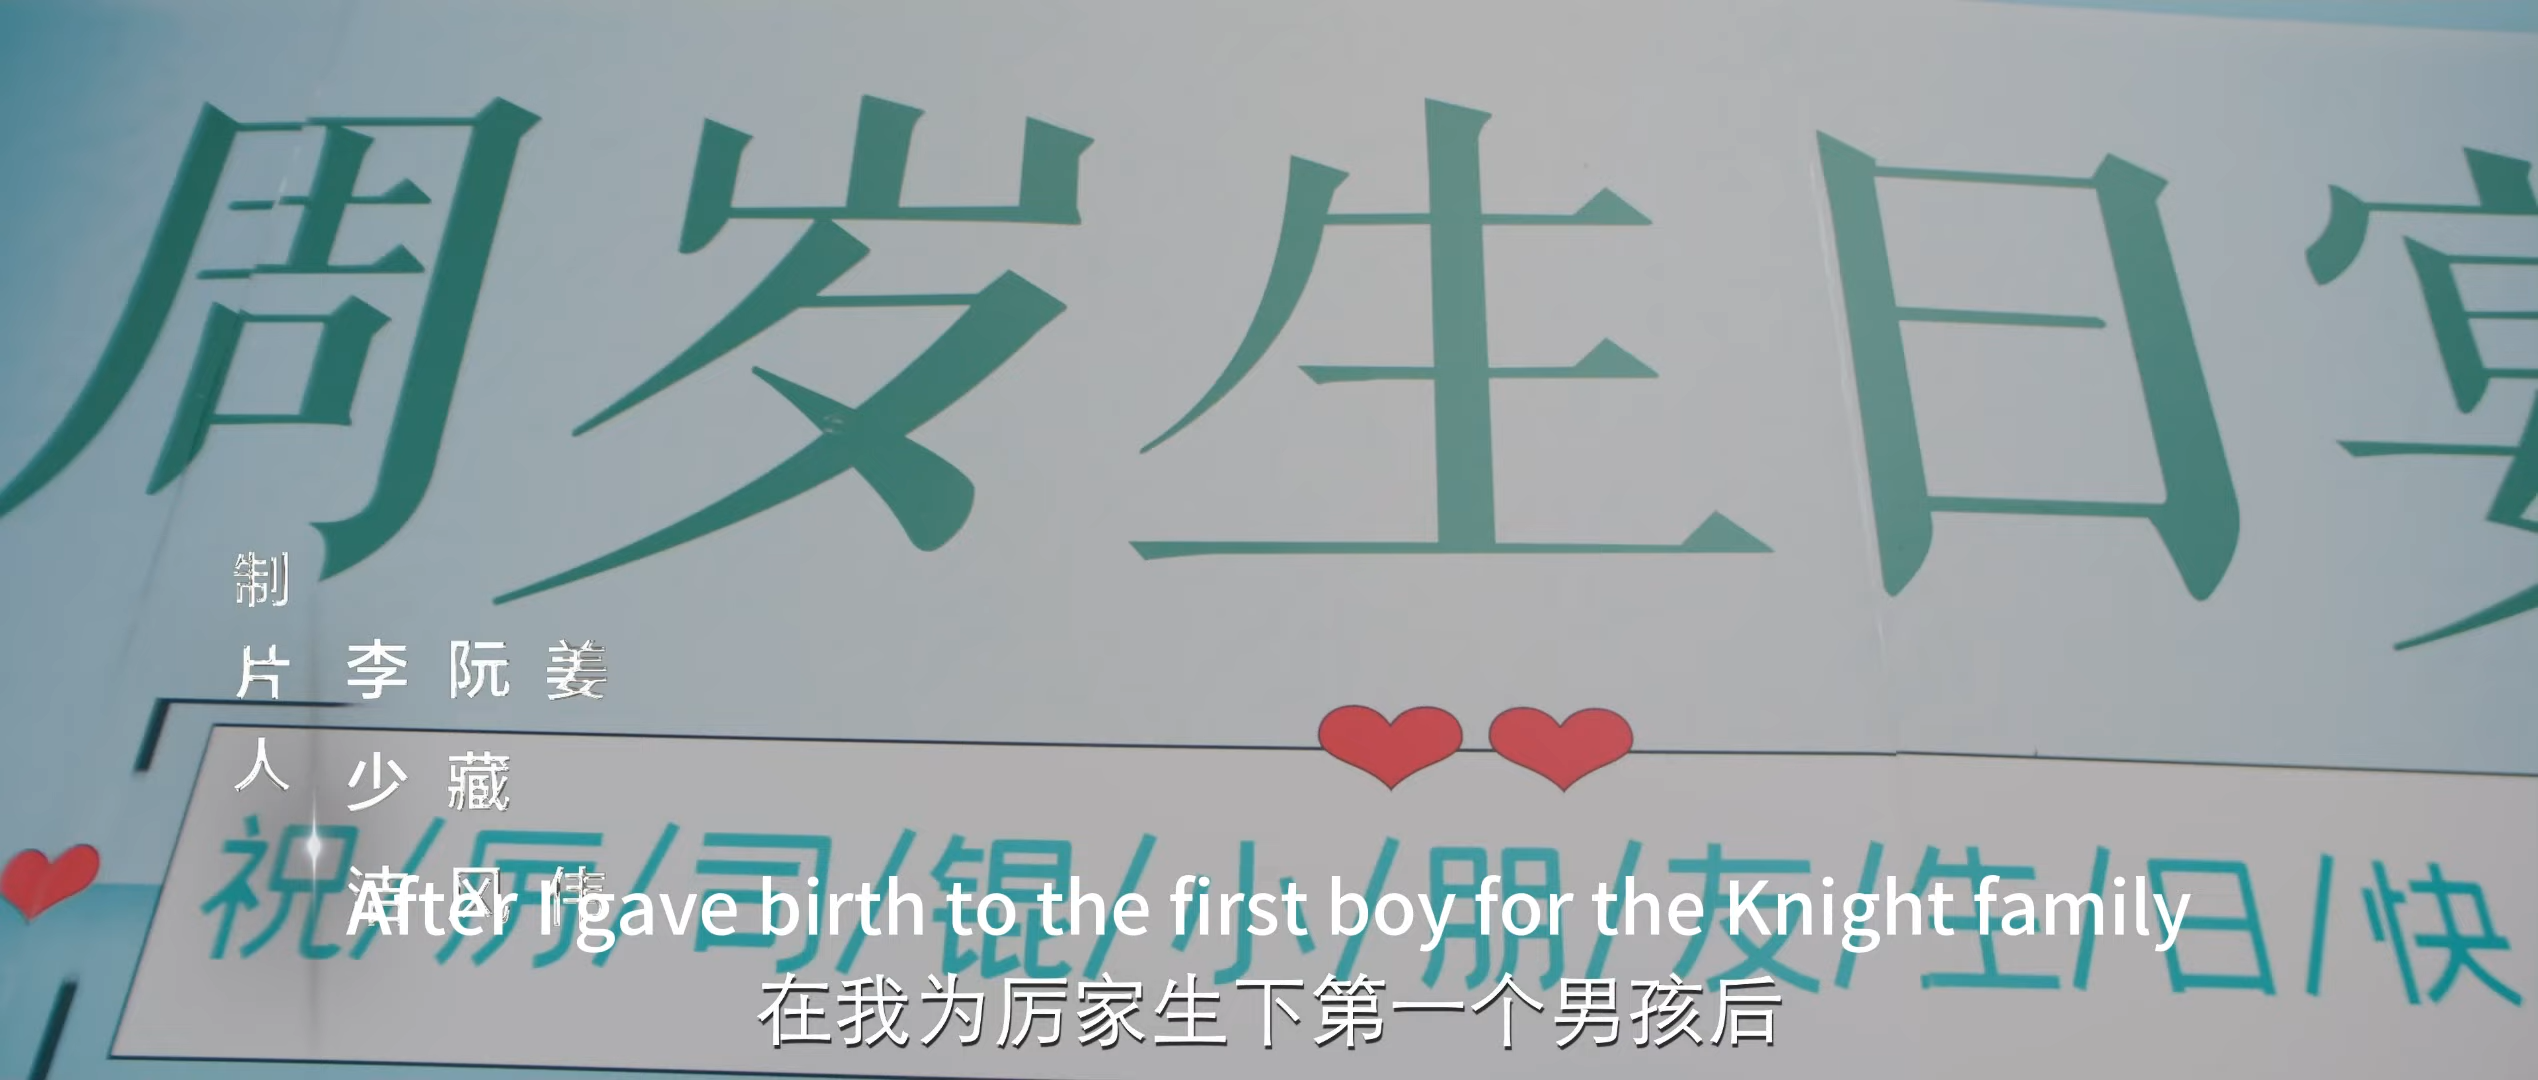 周岁生日宴
制片人
李少
阮藏风
姜伟
祝/厉/司/锟/小/朋/友/生/日/快
After I gave birth to the first boy for the Knight family
在我为厉家生下第一个男孩后